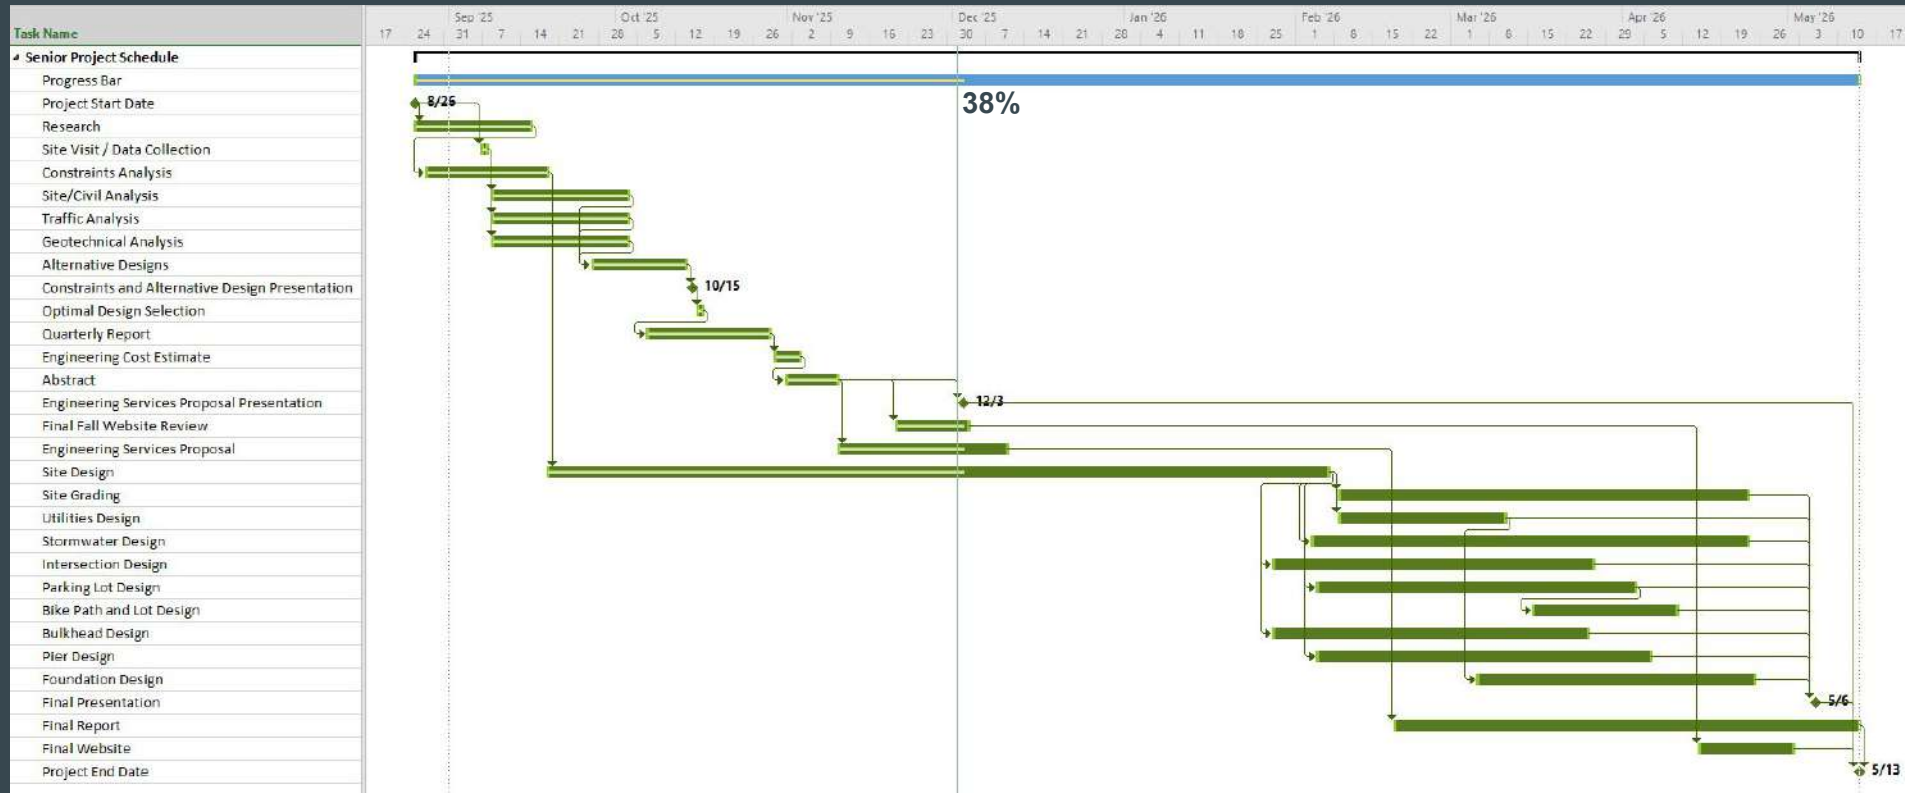 Sep '25 Oct '25 Nov '25 Dec '25 Jan '26 Feb '26 Mar '26 Apr '26 May '26
Task Name 17 24 31 7 14 21 28 5 12 19 26 2 9 16 23 30 7 14 21 28 4 11 18 25 1 8 15 22 1 8 15 22 29 5 12 19 26 3 10 17
Senior Project Schedule
Progress Bar
38%
Project Start Date 8/26
Research
Site Visit / Data Collection
Constraints Analysis
Site/Civil Analysis
Traffic Analysis
Geotechnical Analysis
Alternative Designs
Constraints and Alternative Design Presentation 10/15
Optimal Design Selection
Quarterly Report
Engineering Cost Estimate
Abstract
Engineering Services Proposal Presentation 12/3
Final Fall Website Review
Engineering Services Proposal
Site Design
Site Grading
Utilities Design
Stormwater Design
Intersection Design
Parking Lot Design
Bike Path and Lot Design
Bulkhead Design
Pier Design
Foundation Design
Final Presentation 5/6
Final Report
Final Website
Project End Date 5/13